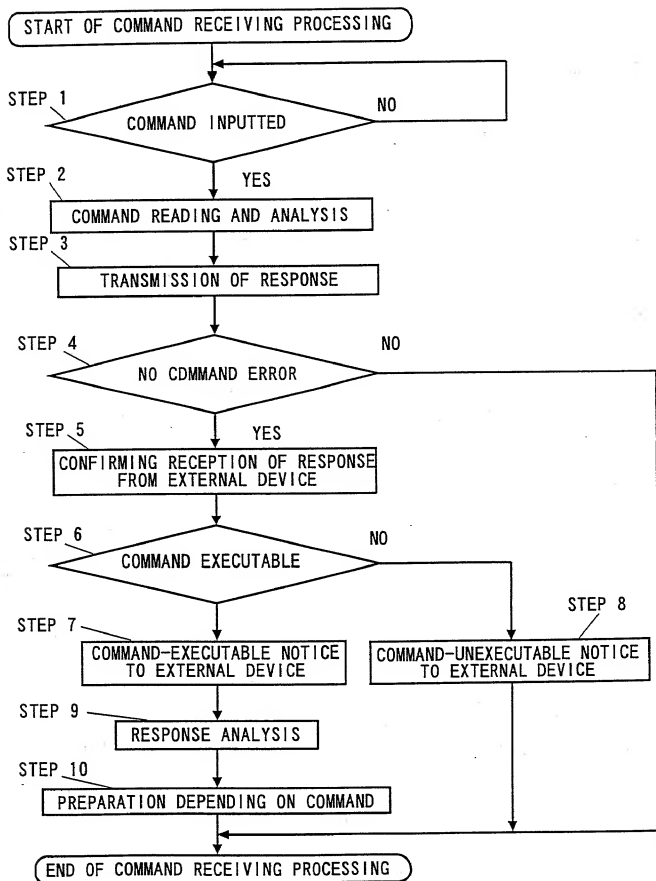 START OF COMMAND RECEIVING PROCESSING
STEP 1
NO
COMMAND INPUTTED
STEP 2
YES
COMMAND READING AND ANALYSIS
STEP 3
TRANSMISSION OF RESPONSE
STEP 4
NO
NO CDMMAND ERROR
STEP 5
YES
CONFIRMING RECEPTION OF RESPONSE
FROM EXTERNAL DEVICE
STEP 6
NO
COMMAND EXECUTABLE
STEP 7
STEP 8
COMMAND-EXECUTABLE NOTICE
TO EXTERNAL DEVICE
COMMAND-UNEXECUTABLE NOTICE
TO EXTERNAL DEVICE
STEP 9
RESPONSE ANALYSIS
STEP 10
PREPARATION DEPENDING ON COMMAND
END OF COMMAND RECEIVING PROCESSING